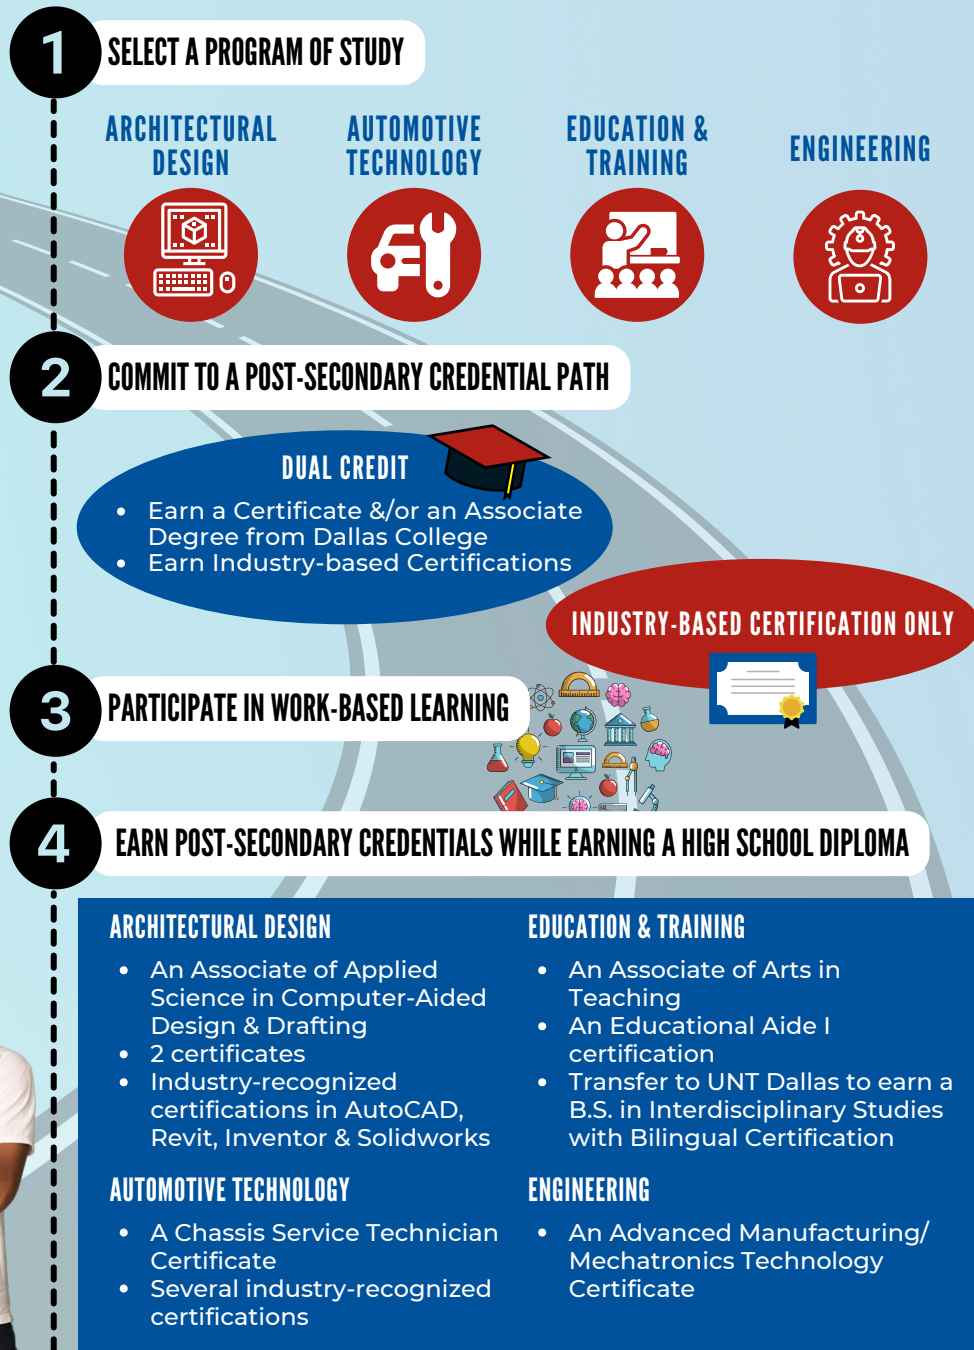 1
SELECT A PROGRAM OF STUDY
ARCHITECTURAL
DESIGN
AUTOMOTIVE
TECHNOLOGY
EDUCATION &
TRAINING
ENGINEERING
2
COMMIT TO A POST-SECONDARY CREDENTIAL PATH
DUAL CREDIT
• Earn a Certificate &/or an Associate
Degree from Dallas College
• Earn Industry-based Certifications
INDUSTRY-BASED CERTIFICATION ONLY
3
PARTICIPATE IN WORK-BASED LEARNING
4
EARN POST-SECONDARY CREDENTIALS WHILE EARNING A HIGH SCHOOL DIPLOMA
ARCHITECTURAL DESIGN
• An Associate of Applied
Science in Computer-Aided
Design & Drafting
• 2 certificates
• Industry-recognized
certifications in AutoCAD,
Revit, Inventor & Solidworks
AUTOMOTIVE TECHNOLOGY
• A Chassis Service Technician
Certificate
• Several industry-recognized
certifications
EDUCATION & TRAINING
• An Associate of Arts in
Teaching
• An Educational Aide I
certification
• Transfer to UNT Dallas to earn a
B.S. in Interdisciplinary Studies
with Bilingual Certification
ENGINEERING
• An Advanced Manufacturing/
Mechatronics Technology
Certificate